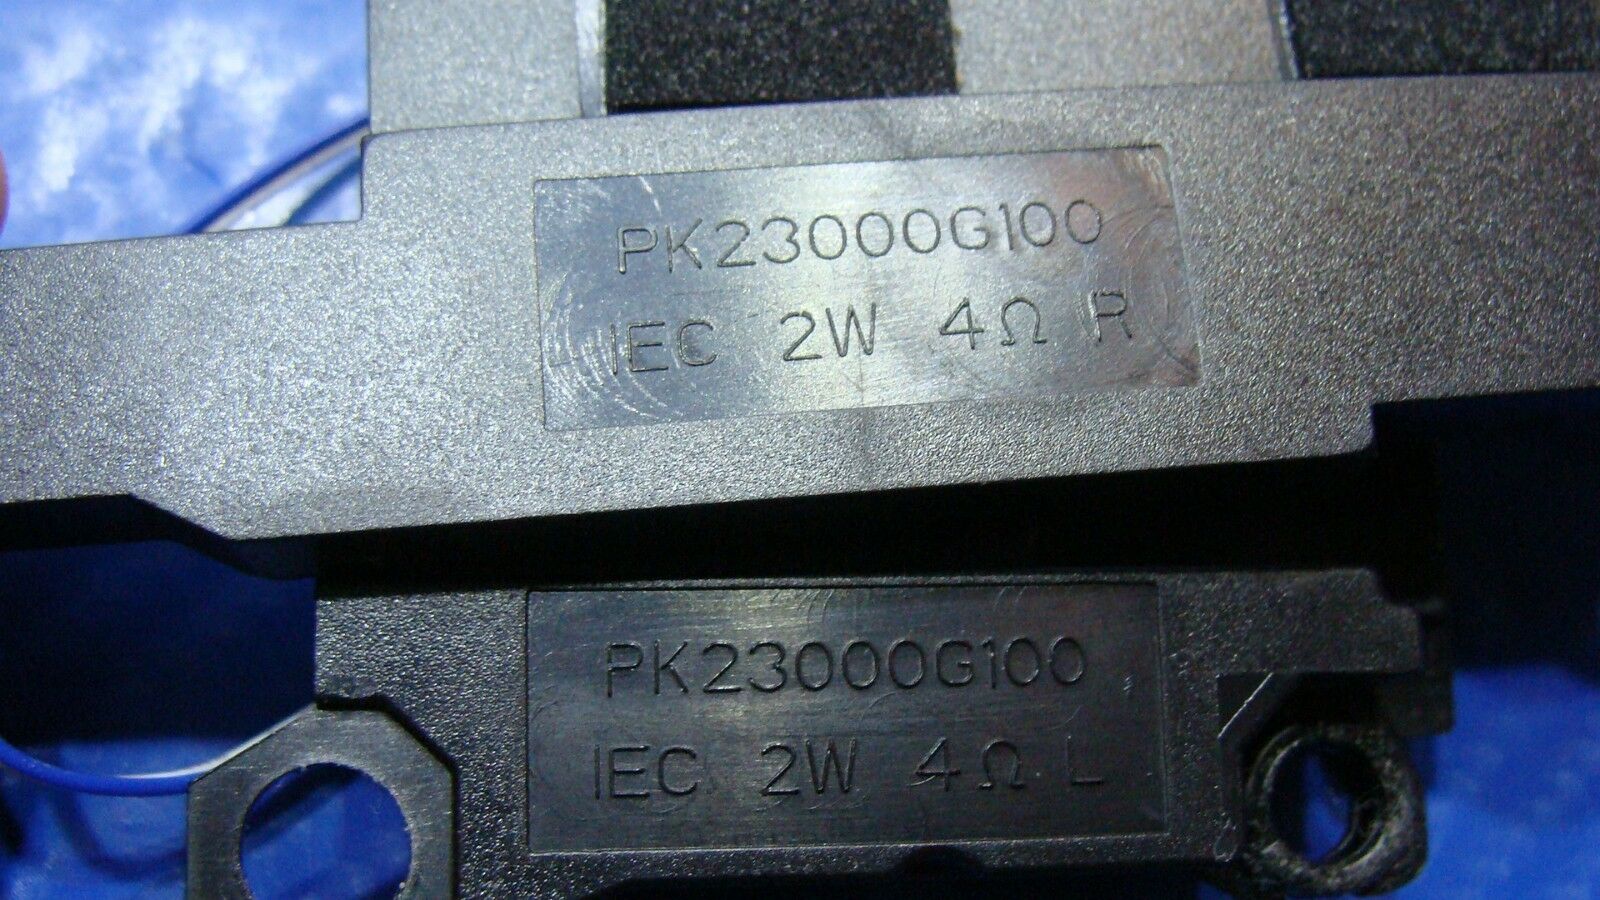 PK23000G100
IEC 2W 4Ω R
PK23000G100
IEC 2W 4Ω L